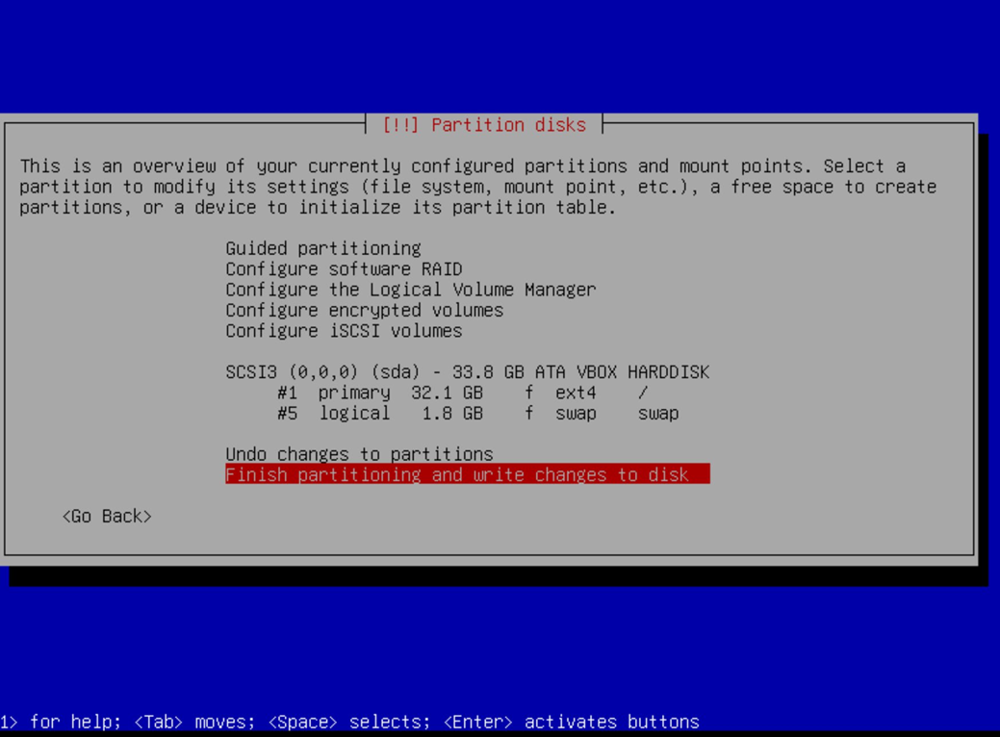 [!!] Partition disks
This is an overview of your currently configured partitions and mount points. Select a
partition to modify its settings (file system, mount point, etc.), a free space to create
partitions, or a device to initialize its partition table.
Guided partitioning
Configure software RAID
Configure the Logical Volume Manager
Configure encrypted volumes
Configure iSCSI volumes
SCSI3 (0,0,0) (sda) - 33.8 GB ATA VBOX HARDDISK
#1 primary 32.1 GB f ext4 /
#5 logical 1.8 GB f swap swap
Undo changes to partitions
Finish partitioning and write changes to disk
<Go Back>
1> for help; <Tab> moves; <Space> selects; <Enter> activates buttons